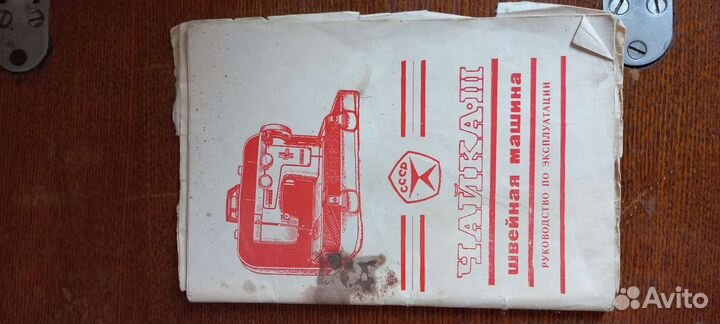 СССР
ЧАЙКА·III
швейная машина
РУКОВОДСТВО ПО ЭКСПЛУАТАЦИИ
Avito